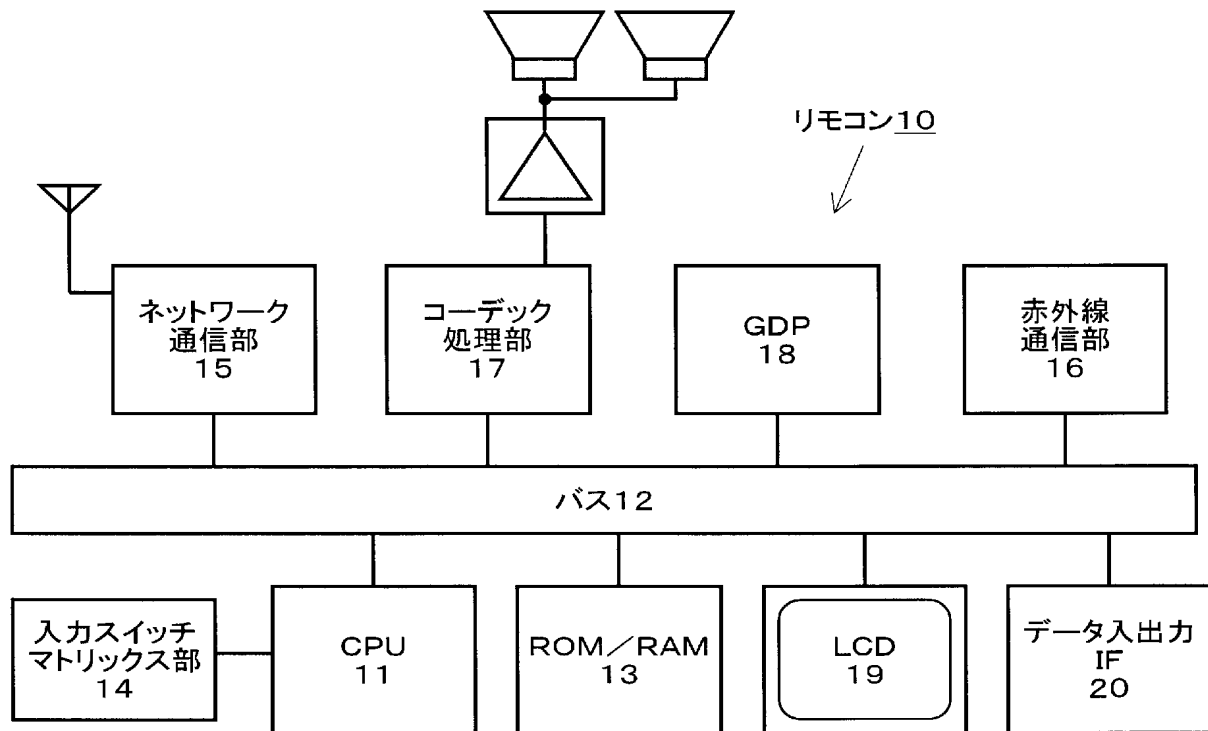 リモコン10
ネットワーク
通信部
15
コーデック
処理部
17
GDP
18
赤外線
通信部
16
バス12
入力スイッチ
マトリックス部
14
CPU
11
ROM/RAM
13
LCD
19
データ入出力
IF
20